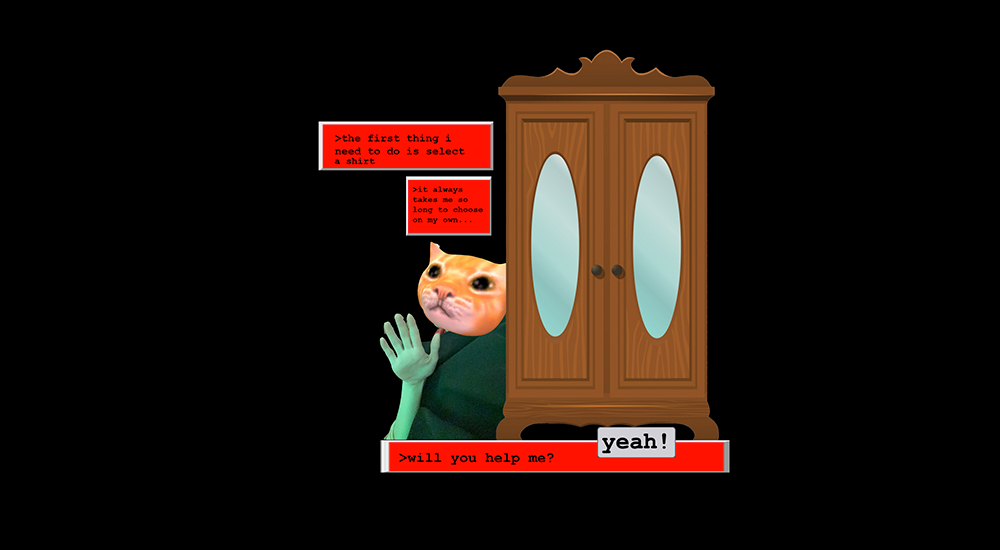 >the first thing i
need to do is select
a shirt
>it always
takes me so
long to choose
on my own...
>will you help me?
yeah!